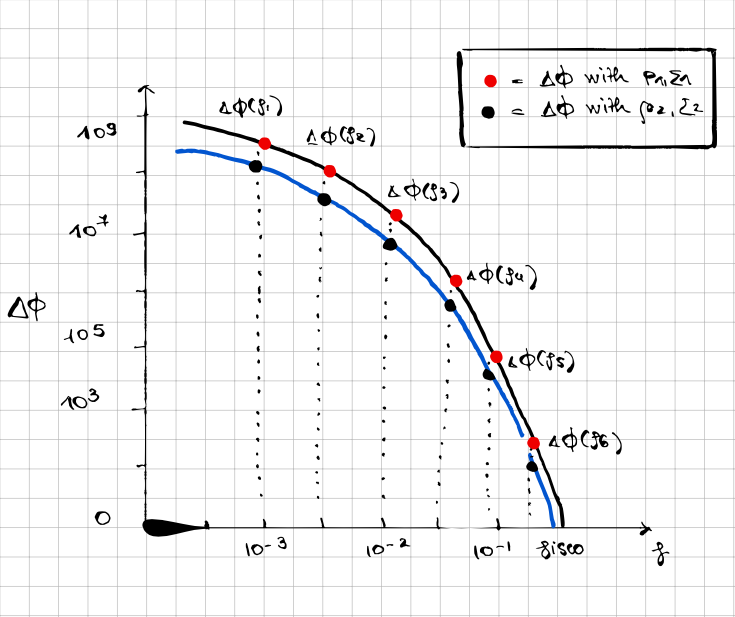 ● = ΔΦ with ρ₁, Σ₁
● = ΔΦ with ρ₂, Σ₂
ΔΦ(f₁)
ΔΦ(f₂)
ΔΦ(f₃)
ΔΦ(f₄)
ΔΦ(f₅)
ΔΦ(f₆)
10⁹
10⁷
ΔΦ
10⁵
10³
0
10⁻³ 10⁻² 10⁻¹ fisco f